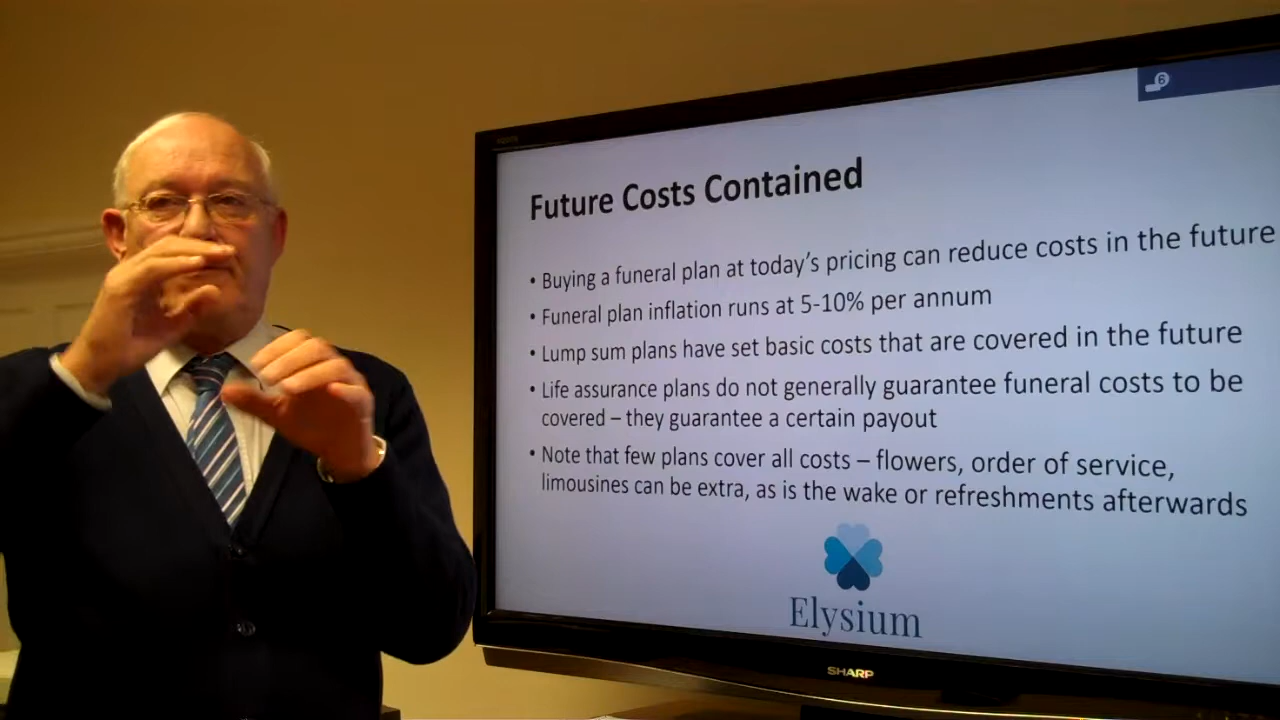 6
Future Costs Contained
• Buying a funeral plan at today's pricing can reduce costs in the future
• Funeral plan inflation runs at 5-10% per annum
• Lump sum plans have set basic costs that are covered in the future
• Life assurance plans do not generally guarantee funeral costs to be
covered – they guarantee a certain payout
• Note that few plans cover all costs – flowers, order of service,
limousines can be extra, as is the wake or refreshments afterwards
Elysium
SHARP